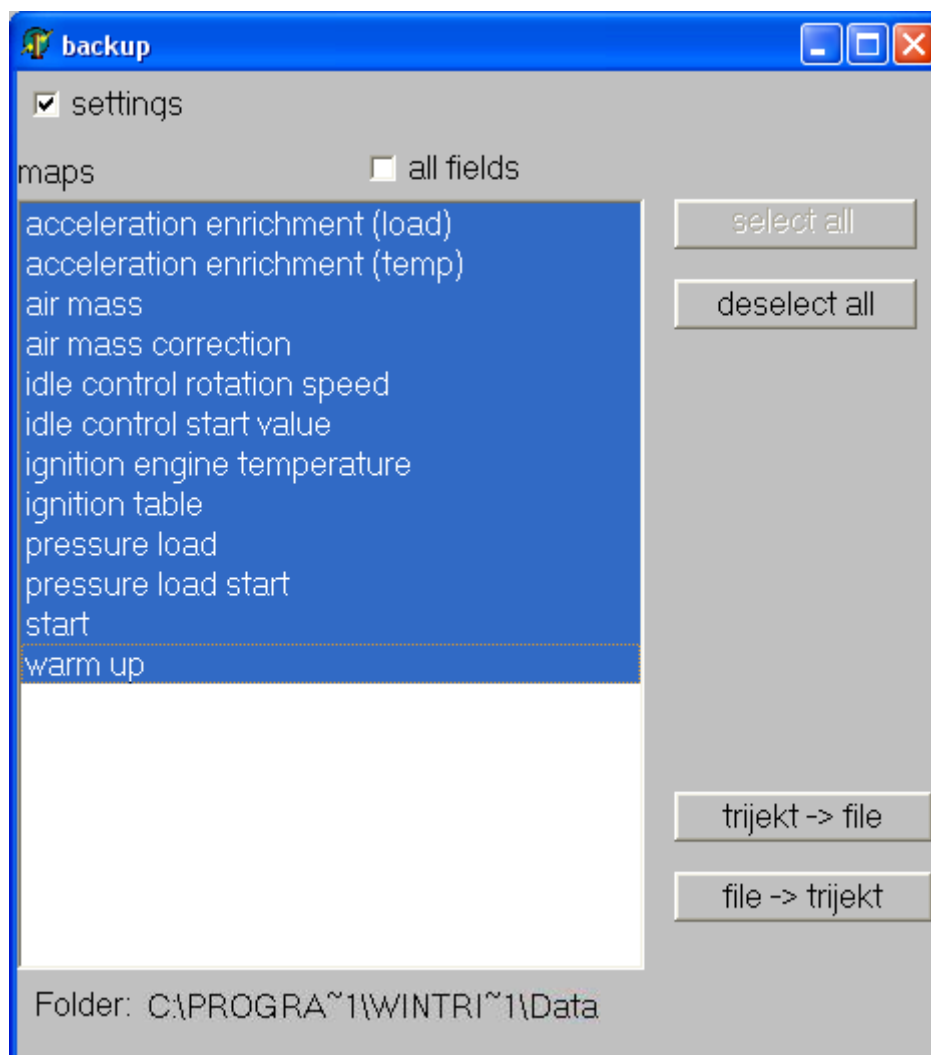 backup
settings
maps
all fields
acceleration enrichment (load)
acceleration enrichment (temp)
air mass
air mass correction
idle control rotation speed
idle control start value
ignition engine temperature
ignition table
pressure load
pressure load start
start
warm up
select all
deselect all
trijekt -> file
file -> trijekt
Folder: C:\PROGRA~1\WINTRI~1\Data